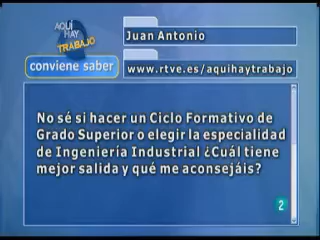 AQUÍ
HAY
TRABAJO
conviene saber
Juan Antonio
www.rtve.es/aquihaytrabajo
No sé si hacer un Ciclo Formativo de
Grado Superior o elegir la especialidad
de Ingeniería Industrial ¿Cuál tiene
mejor salida y qué me aconsejáis?
2